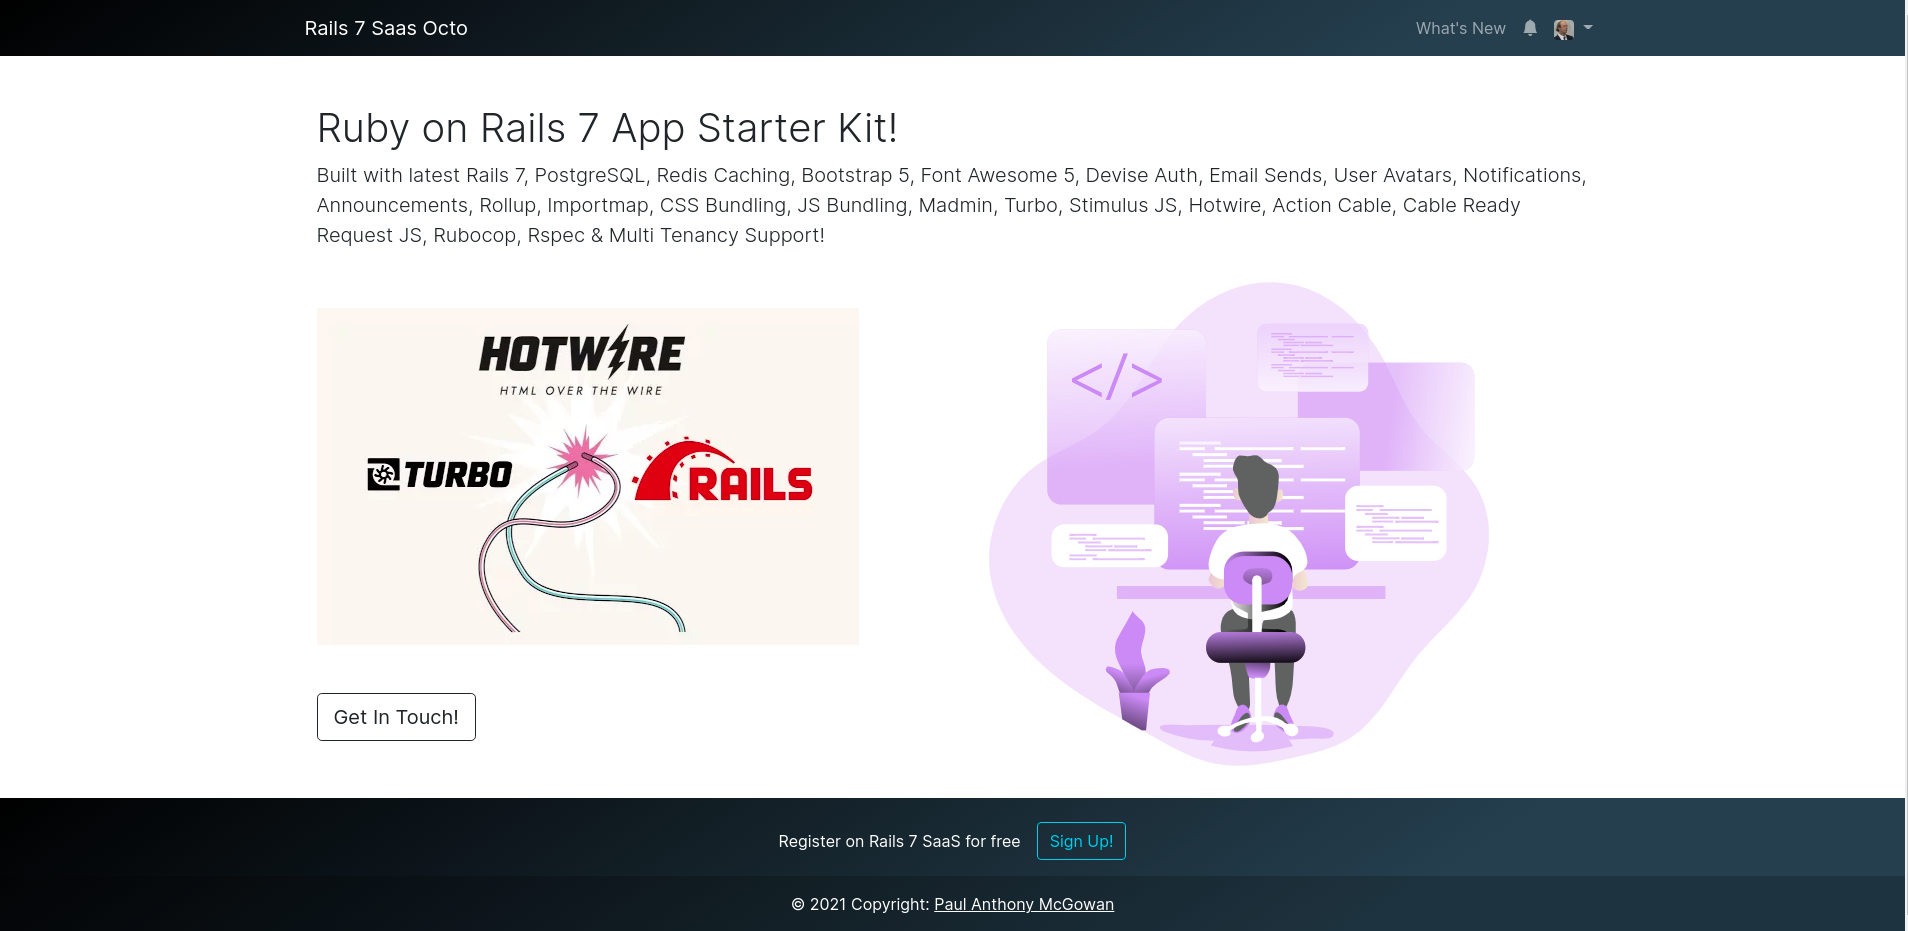 Rails 7 Saas Octo
What's New
Ruby on Rails 7 App Starter Kit!
Built with latest Rails 7, PostgreSQL, Redis Caching, Bootstrap 5, Font Awesome 5, Devise Auth, Email Sends, User Avatars, Notifications,
Announcements, Rollup, Importmap, CSS Bundling, JS Bundling, Madmin, Turbo, Stimulus JS, Hotwire, Action Cable, Cable Ready
Request JS, Rubocop, Rspec & Multi Tenancy Support!
HOTWIRE
HTML OVER THE WIRE
TURBO
RAILS
</>
Get In Touch!
Register on Rails 7 SaaS for free
Sign Up!
© 2021 Copyright: Paul Anthony McGowan